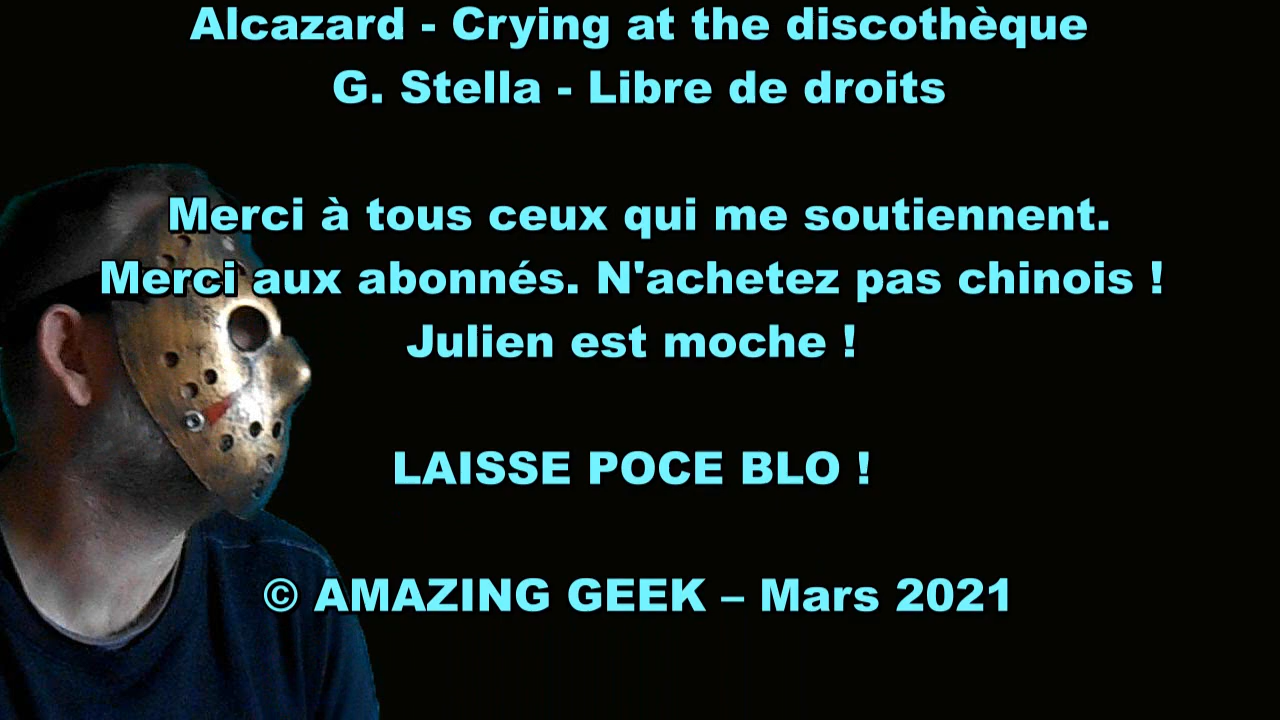 Alcazard - Crying at the discothèque
G. Stella - Libre de droits
Merci à tous ceux qui me soutiennent.
Merci aux abonnés. N'achetez pas chinois !
Julien est moche !
LAISSE POCE BLO !
© AMAZING GEEK – Mars 2021